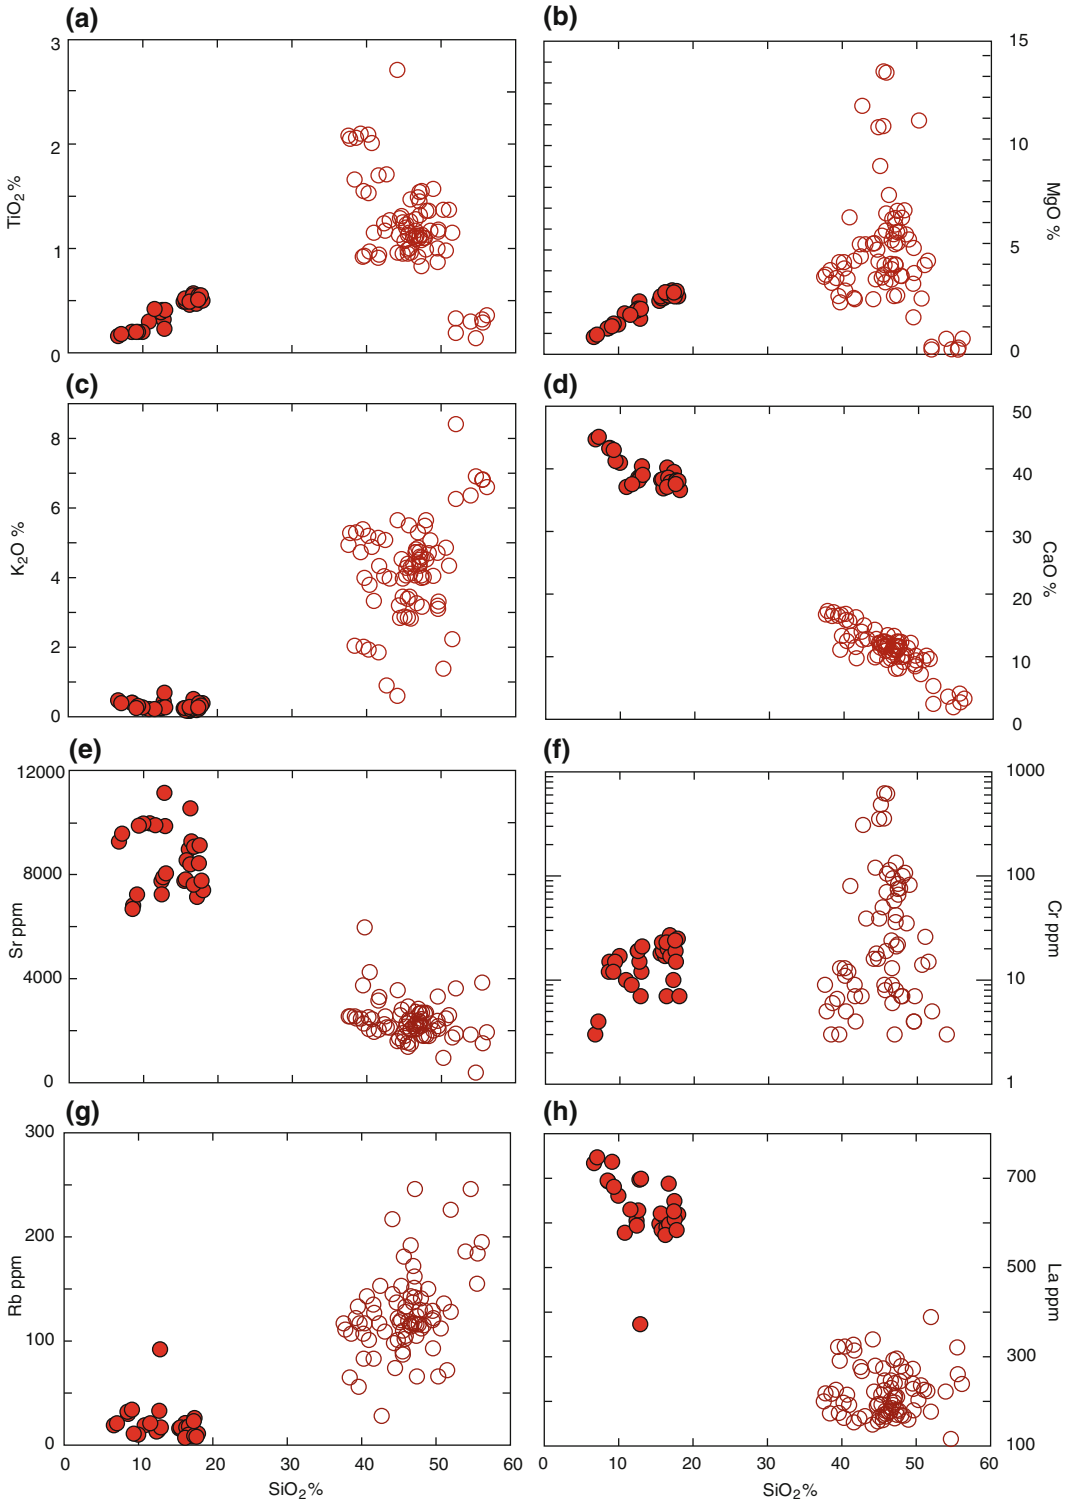 (a)
(b)
3
2
1
0
TiO2 %
15
10
5
0
MgO %
(c)
(d)
8
6
4
2
0
K2O %
50
40
30
20
10
0
CaO %
(e)
(f)
12000
8000
4000
0
Sr ppm
1000
100
10
1
Cr ppm
(g)
(h)
300
200
100
0
Rb ppm
700
500
300
100
La ppm
0 10 20 30 40 50 60
SiO2%
0 10 20 30 40 50 60
SiO2%